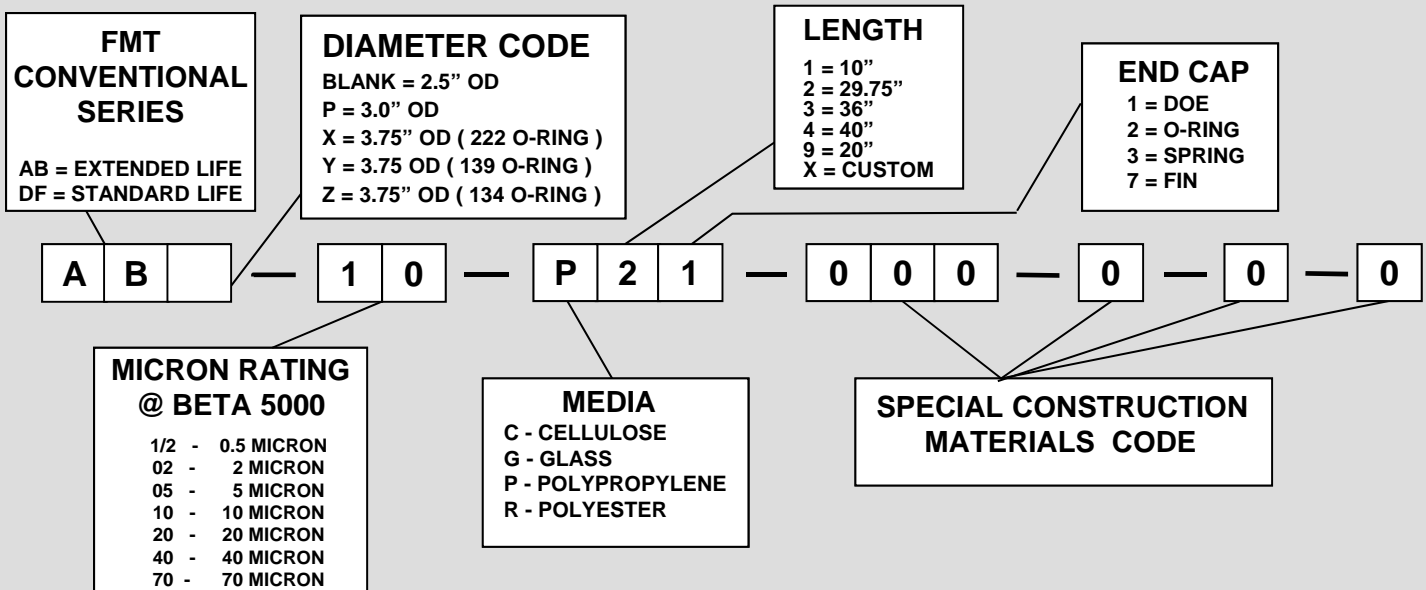 FMT
CONVENTIONAL
SERIES
AB = EXTENDED LIFE
DF = STANDARD LIFE
DIAMETER CODE
BLANK = 2.5” OD
P = 3.0” OD
X = 3.75” OD ( 222 O-RING )
Y = 3.75 OD ( 139 O-RING )
Z = 3.75” OD ( 134 O-RING )
LENGTH
1 = 10”
2 = 29.75”
3 = 36”
4 = 40”
9 = 20”
X = CUSTOM
END CAP
1 = DOE
2 = O-RING
3 = SPRING
7 = FIN
A B — 1 0 — P 2 1 — 0 0 0 — 0 — 0 — 0
MICRON RATING
@ BETA 5000
1/2 - 0.5 MICRON
02 - 2 MICRON
05 - 5 MICRON
10 - 10 MICRON
20 - 20 MICRON
40 - 40 MICRON
70 - 70 MICRON
MEDIA
C - CELLULOSE
G - GLASS
P - POLYPROPYLENE
R - POLYESTER
SPECIAL CONSTRUCTION
MATERIALS CODE